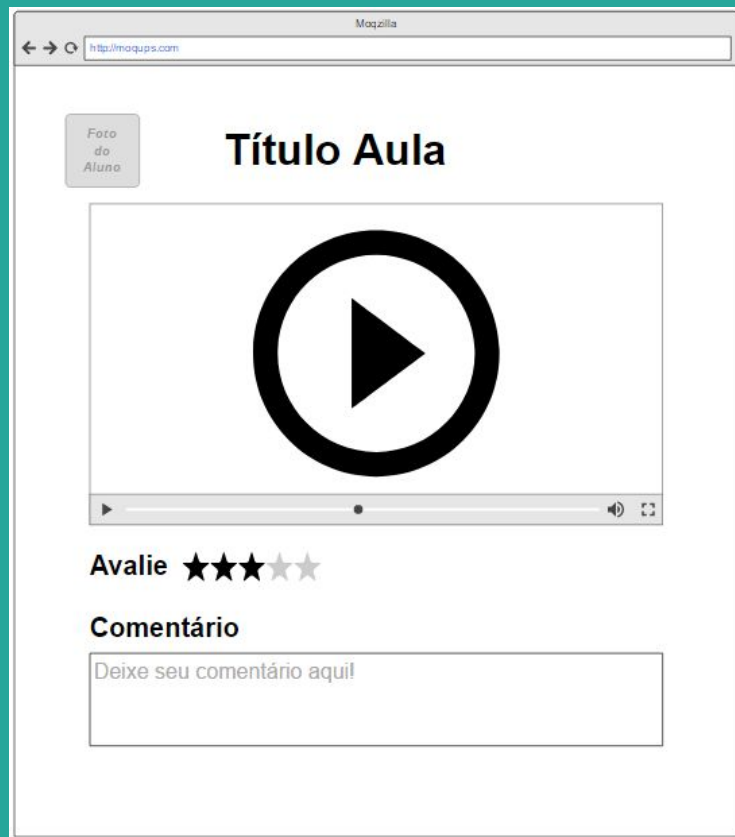 Moqzilla
http://moqups.com
Foto
do
Aluno
Título Aula
Avalie
Comentário
Deixe seu comentário aqui!